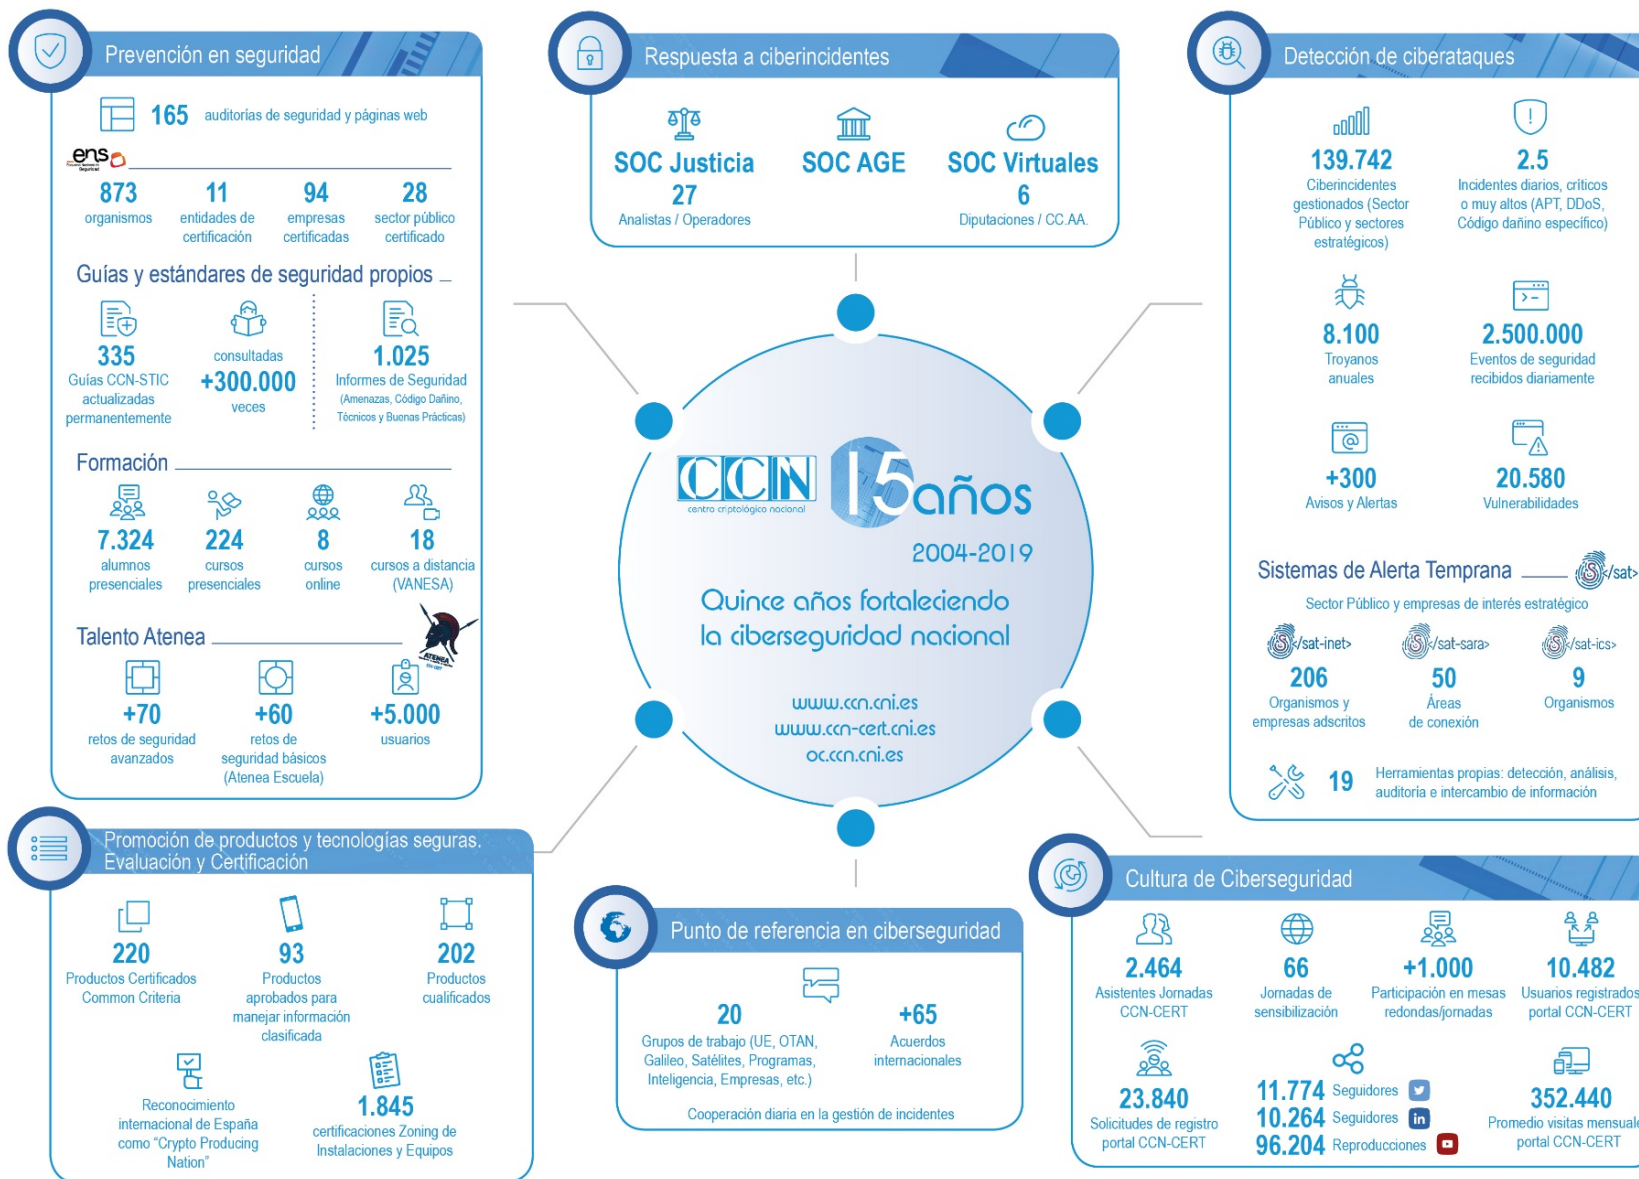 Prevención en seguridad
165 auditorías de seguridad y páginas web
ens
873
organismos
11
entidades de
certificación
94
empresas
certificadas
28
sector público
certificado
Guías y estándares de seguridad propios
335
Guías CCN-STIC
actualizadas
permanentemente
consultadas
+300.000
veces
1.025
Informes de Seguridad
(Amenazas, Código Dañino,
Técnicos y Buenas Prácticas)
Formación
7.324
alumnos
presenciales
224
cursos
presenciales
8
cursos
online
18
cursos a distancia
(VANESA)
Talento Atenea
ATENEA
+70
retos de seguridad
avanzados
+60
retos de
seguridad básicos
(Atenea Escuela)
+5.000
usuarios
Respuesta a ciberincidentes
SOC Justicia
27
Analistas / Operadores
SOC AGE
SOC Virtuales
6
Diputaciones / CC.AA.
Detección de ciberataques
139.742
Ciberincidentes
gestionados (Sector
Público y sectores
estratégicos)
2.5
Incidentes diarios, críticos
o muy altos (APT, DDoS,
Código dañino específico)
8.100
Troyanos
anuales
2.500.000
Eventos de seguridad
recibidos diariamente
+300
Avisos y Alertas
20.580
Vulnerabilidades
Sistemas de Alerta Temprana
</sat>
Sector Público y empresas de interés estratégico
</sat-inet>
206
Organismos y
empresas adscritos
</sat-sara>
50
Áreas
de conexión
</sat-ics>
9
Organismos
19 Herramientas propias: detección, análisis,
auditoría e intercambio de información
CCN
centro criptológico nacional
15 años
2004-2019
Quince años fortaleciendo
la ciberseguridad nacional
www.ccn.cni.es
www.ccn-cert.cni.es
oc.ccn.cni.es
Promoción de productos y tecnologías seguras.
Evaluación y Certificación
220
Productos Certificados
Common Criteria
93
Productos
aprobados para
manejar información
clasificada
202
Productos
cualificados
Reconocimiento
internacional de España
como “Crypto Producing
Nation”
1.845
certificaciones Zoning de
Instalaciones y Equipos
Punto de referencia en ciberseguridad
20
Grupos de trabajo (UE, OTAN,
Galileo, Satélites, Programas,
Inteligencia, Empresas, etc.)
+65
Acuerdos
internacionales
Cooperación diaria en la gestión de incidentes
Cultura de Ciberseguridad
2.464
Asistentes Jornadas
CCN-CERT
66
Jornadas de
sensibilización
+1.000
Participación en mesas
redondas/jornadas
10.482
Usuarios registrados
portal CCN-CERT
23.840
Solicitudes de registro
portal CCN-CERT
11.774 Seguidores
10.264 Seguidores in
96.204 Reproducciones
352.440
Promedio visitas mensuale
portal CCN-CERT